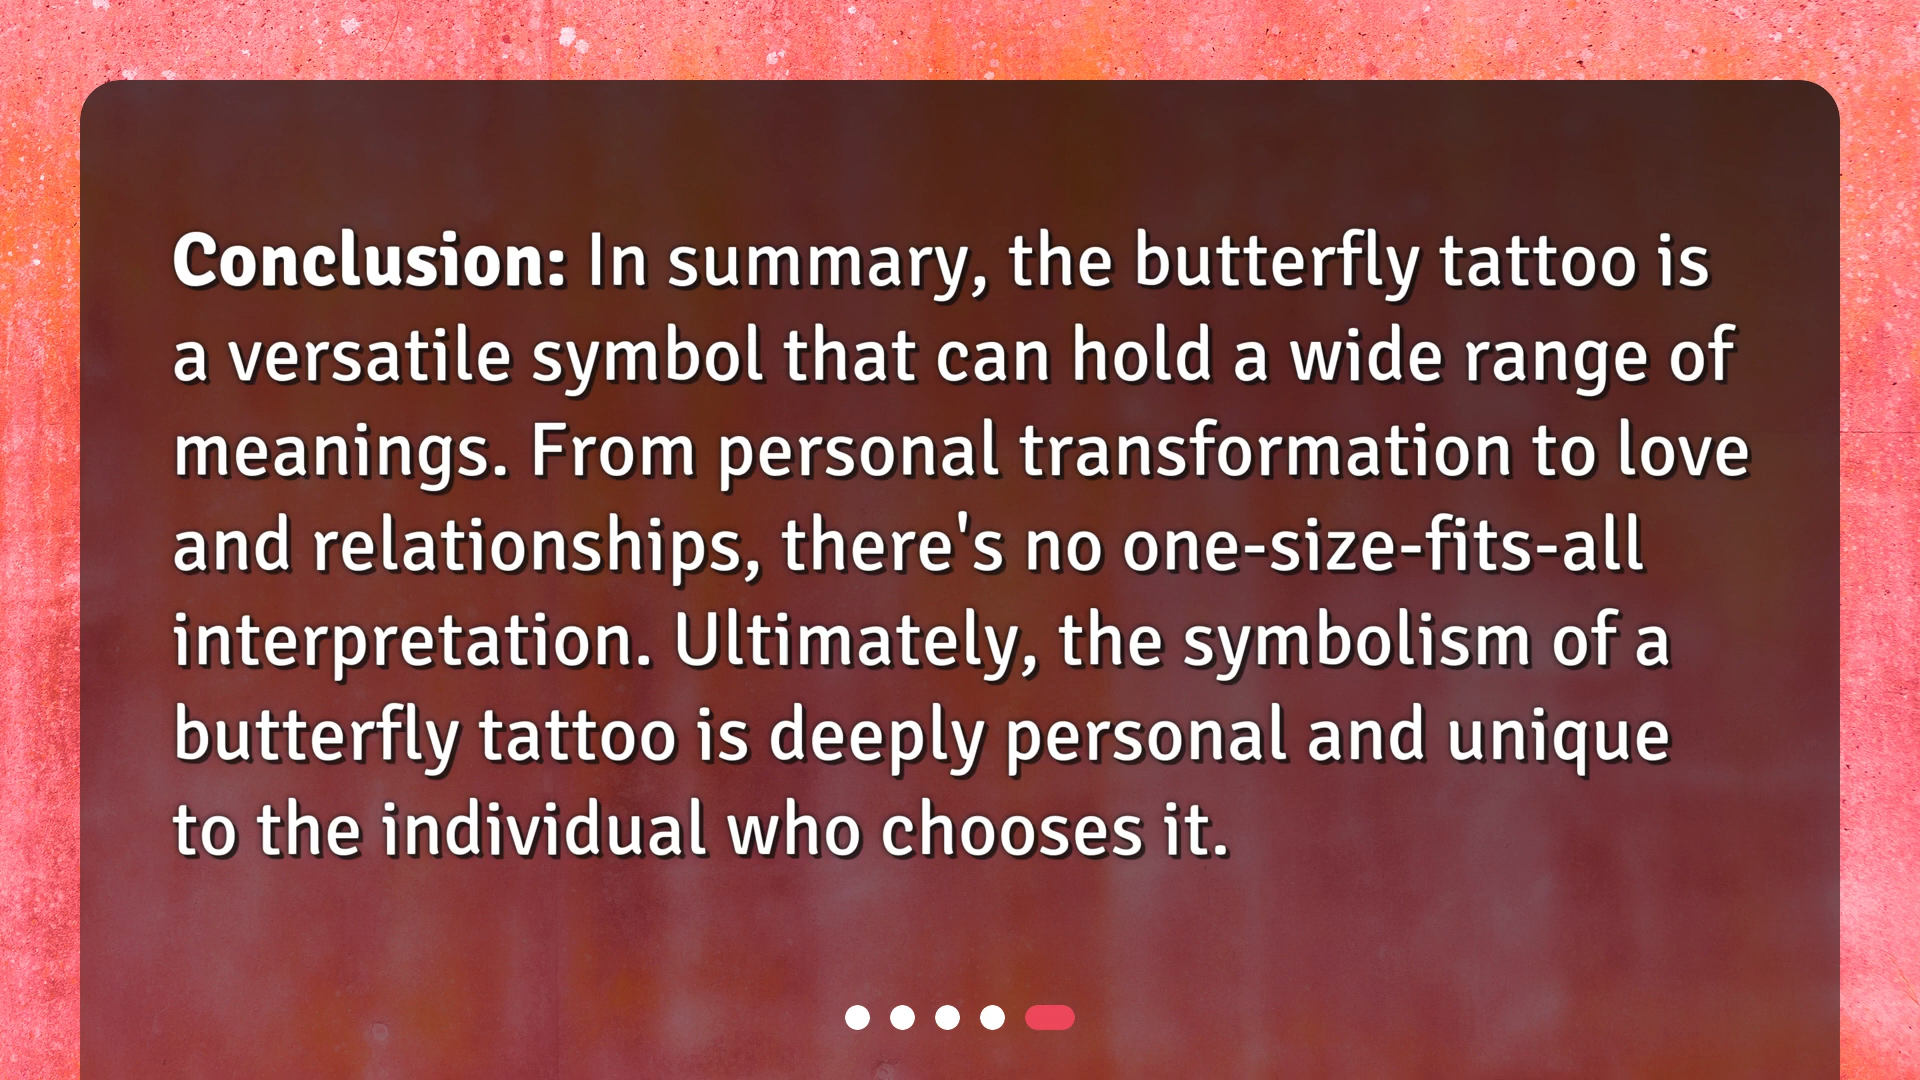 Conclusion: In summary, the butterfly tattoo is
a versatile symbol that can hold a wide range of
meanings. From personal transformation to love
and relationships, there's no one-size-fits-all
interpretation. Ultimately, the symbolism of a
butterfly tattoo is deeply personal and unique
to the individual who chooses it.